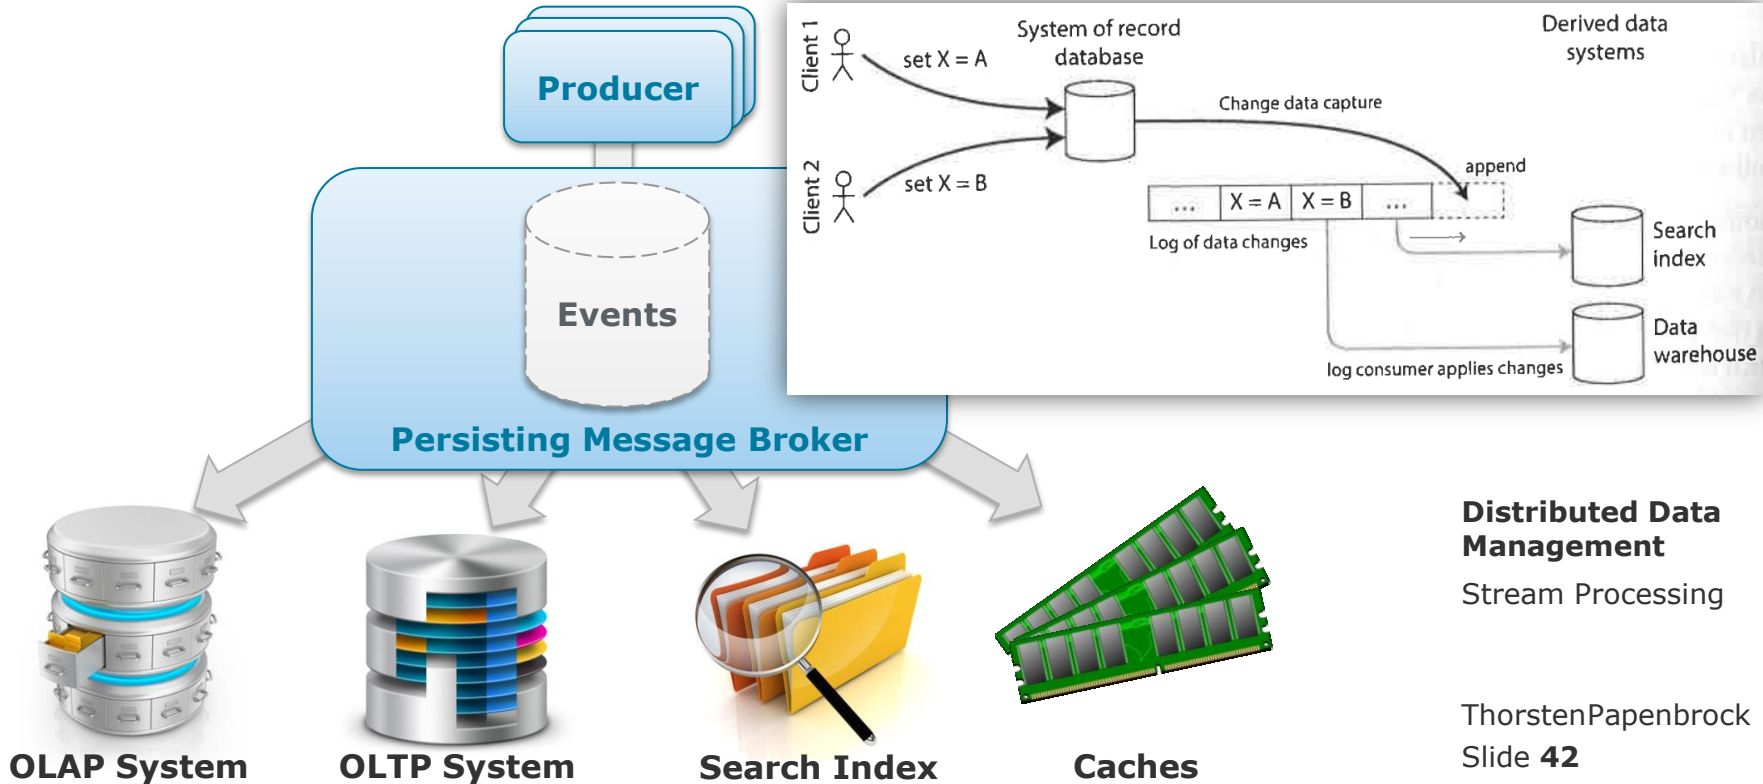 Producer
Events
Persisting Message Broker
Client 1
set X = A
System of record
database
Derived data
systems
Change data capture
Client 2
set X = B
append
...
X = A
X = B
...
Log of data changes
Search
index
Data
warehouse
log consumer applies changes
OLAP System
OLTP System
Search Index
Caches
Distributed Data
Management
Stream Processing
ThorstenPapenbrock
Slide 42